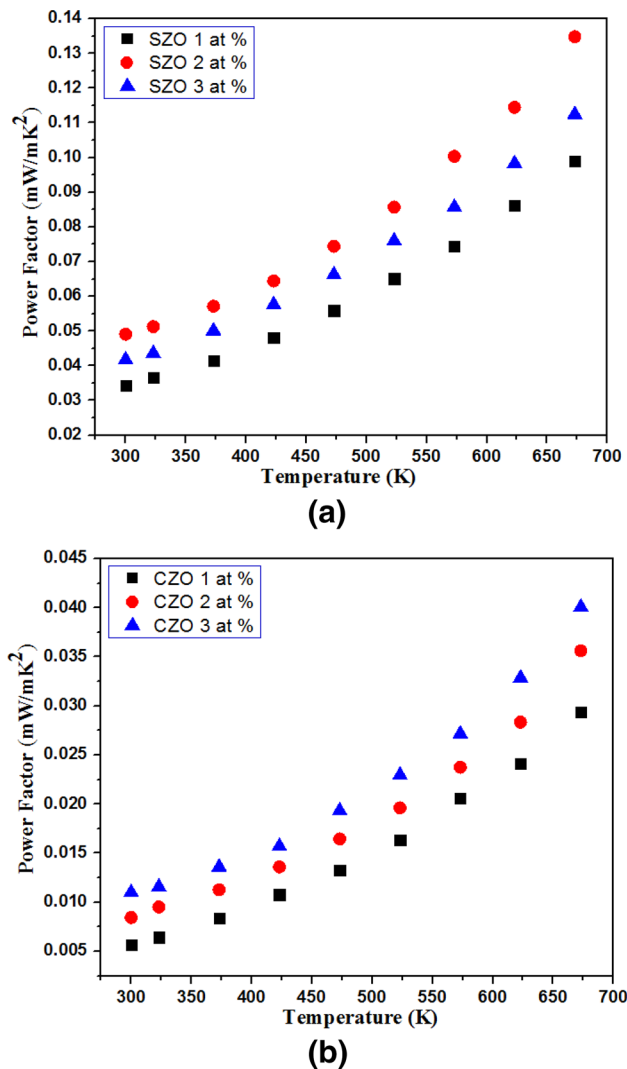 0.14
0.13
0.12
0.11
0.10
0.09
0.08
0.07
0.06
0.05
0.04
0.03
0.02
Power Factor (mW/mK²)
SZO 1 at %
SZO 2 at %
SZO 3 at %
300 350 400 450 500 550 600 650 700
Temperature (K)
(a)
0.045
0.040
0.035
0.030
0.025
0.020
0.015
0.010
0.005
Power Factor (mW/mK²)
CZO 1 at %
CZO 2 at %
CZO 3 at %
300 350 400 450 500 550 600 650 700
Temperature (K)
(b)